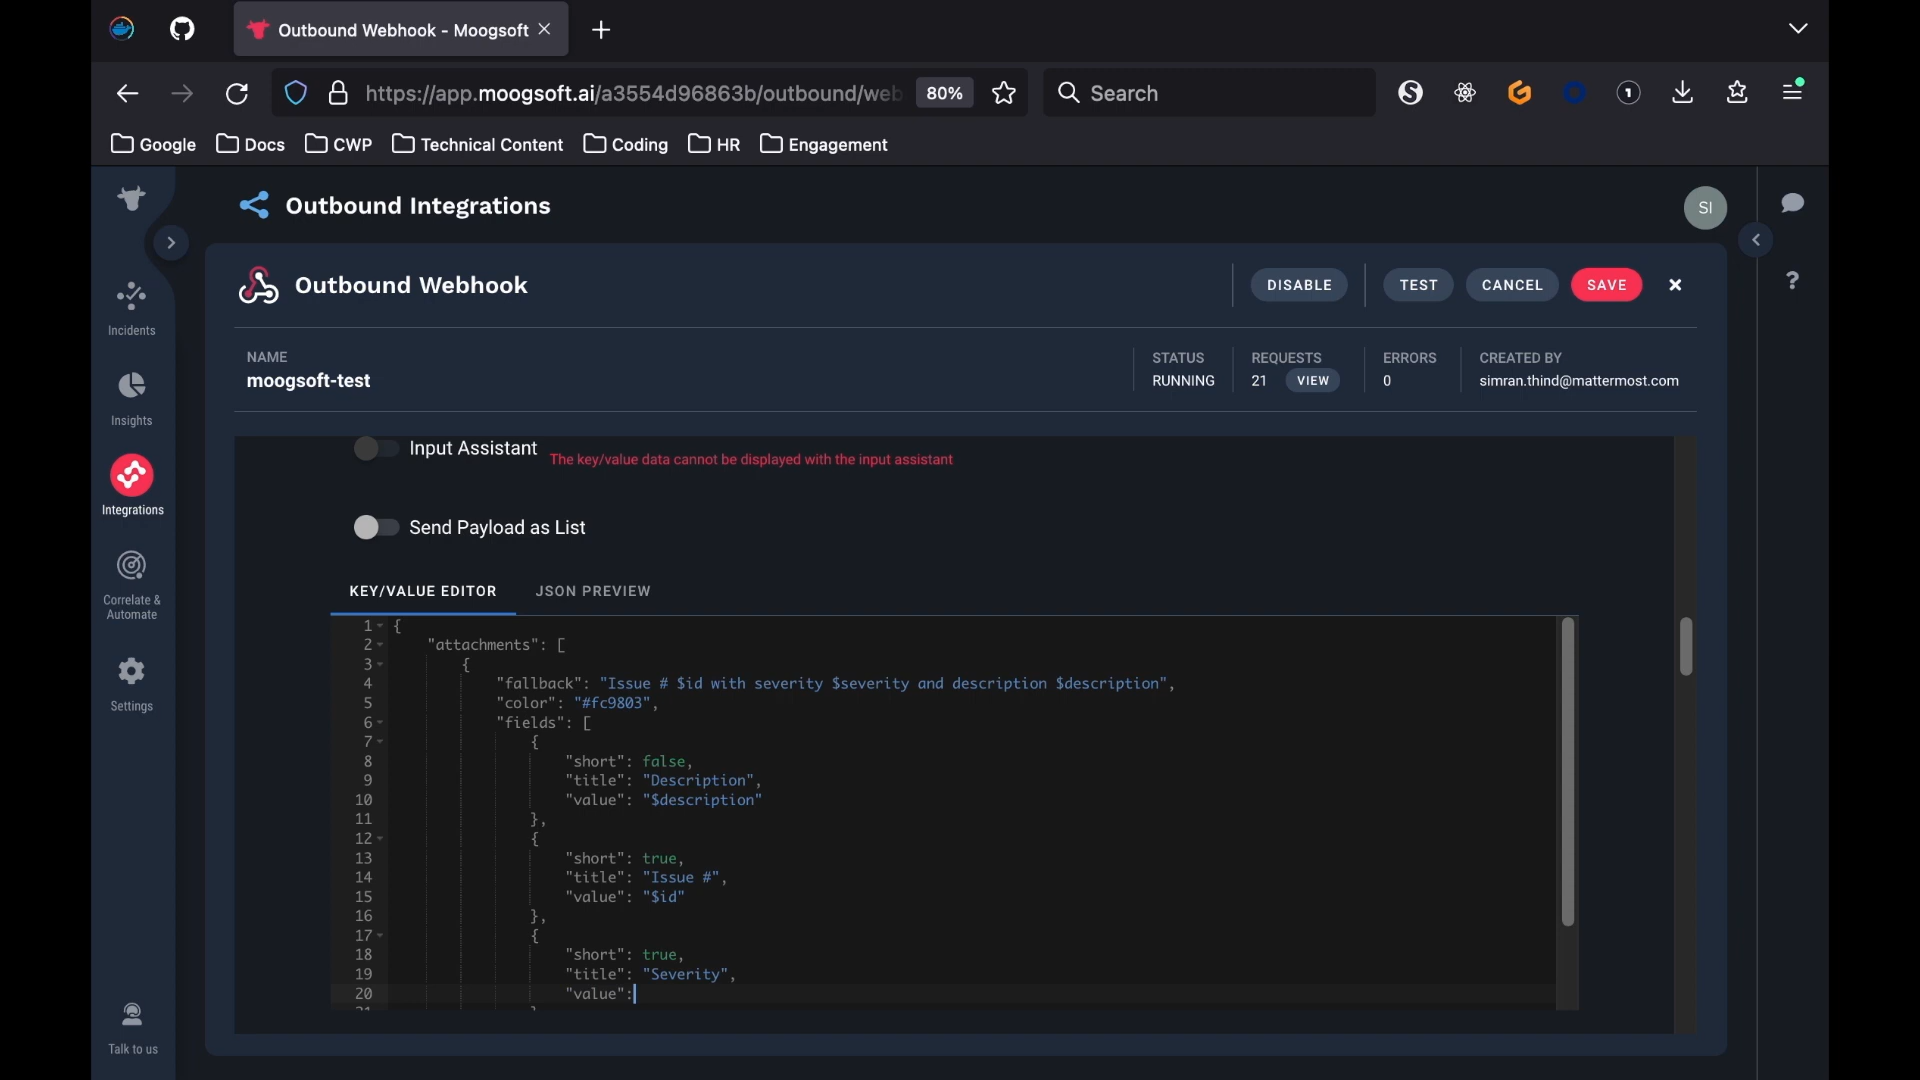 Outbound Webhook - Moogsoft
https://app.moogsoft.ai/a3554d96863b/outbound/web
80%
Search
1
Google
Docs
CWP
Technical Content
Coding
HR
Engagement
Outbound Integrations
SI
Outbound Webhook
DISABLE
TEST
CANCEL
SAVE
?
Incidents
NAME
moogsoft-test
STATUS
RUNNING
REQUESTS
21
VIEW
ERRORS
0
CREATED BY
simran.thind@mattermost.com
Insights
Input Assistant
The key/value data cannot be displayed with the input assistant
Integrations
Send Payload as List
Correlate &
Automate
KEY/VALUE EDITOR
JSON PREVIEW
1 {
2 "attachments": [
3 {
4 "fallback": "Issue # $id with severity $severity and description $description",
5 "color": "#fc9803",
6 "fields": [
7 {
8 "short": false,
9 "title": "Description",
10 "value": "$description"
11 },
12 {
13 "short": true,
14 "title": "Issue #",
15 "value": "$id"
16 },
17 {
18 "short": true,
19 "title": "Severity",
20 "value":
Settings
Talk to us